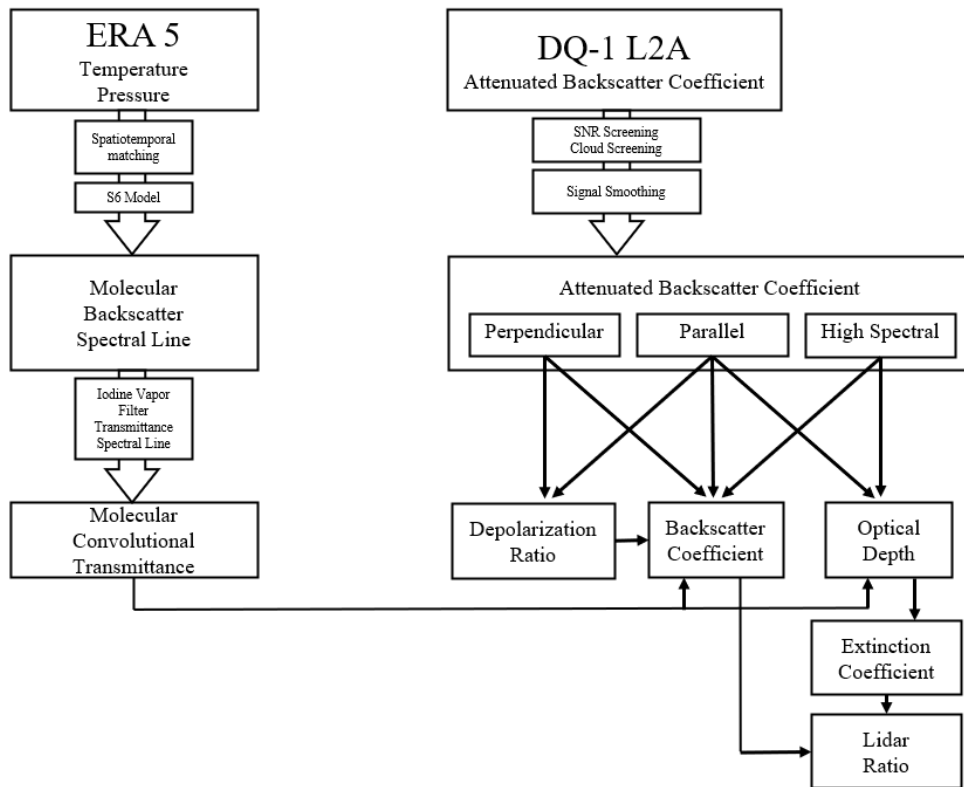 ERA 5
Temperature
Pressure
Spatiotemporal
matching
S6 Model
Molecular
Backscatter
Spectral Line
Iodine Vapor
Filter
Transmittance
Spectral Line
Molecular
Convolutional
Transmittance
DQ-1 L2A
Attenuated Backscatter Coefficient
SNR Screening
Cloud Screening
Signal Smoothing
Attenuated Backscatter Coefficient
Perpendicular
Parallel
High Spectral
Depolarization
Ratio
Backscatter
Coefficient
Optical
Depth
Extinction
Coefficient
Lidar
Ratio